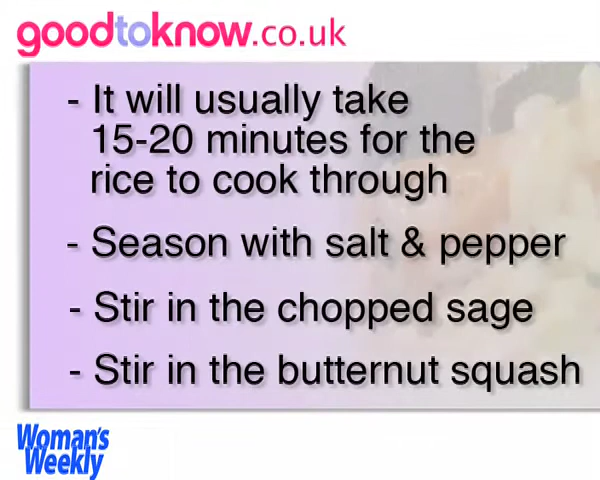 goodtoknow.co.uk
- It will usually take
15-20 minutes for the
rice to cook through
- Season with salt & pepper
- Stir in the chopped sage
- Stir in the butternut squash
Woman's
Weekly